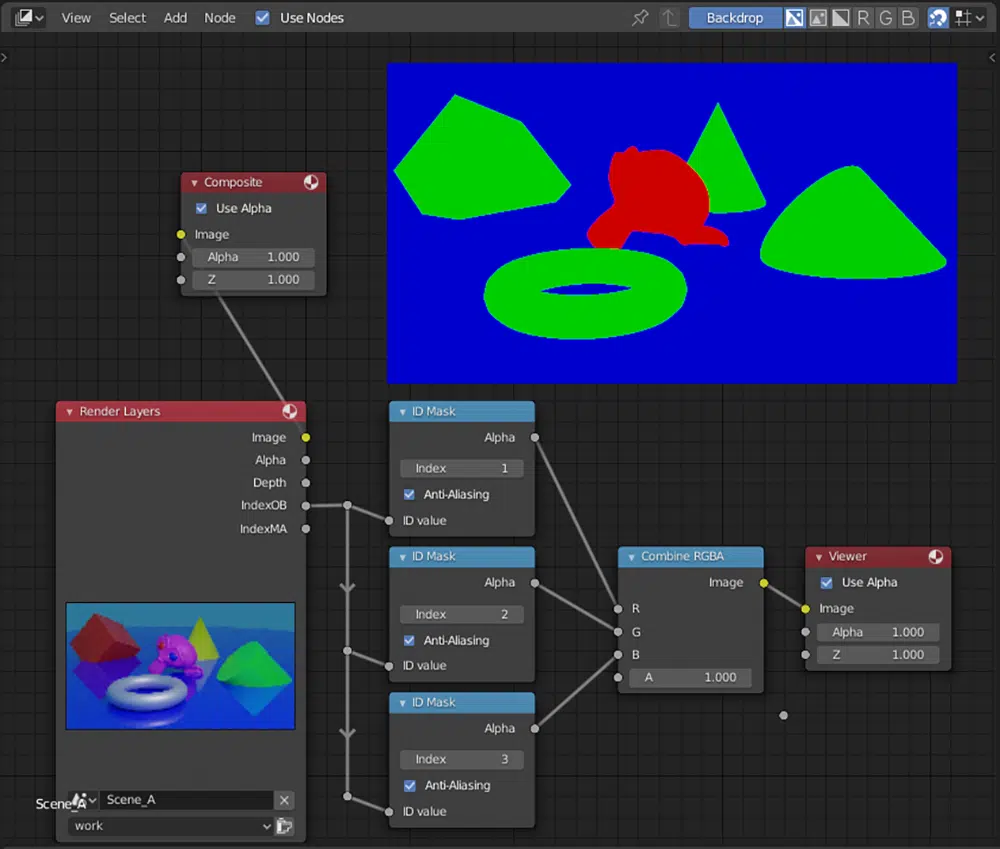 View Select Add Node Use Nodes Backdrop R G B
Composite
Use Alpha
Image
Alpha 1.000
Z 1.000
Render Layers
Image
Alpha
Depth
IndexOB
IndexMA
Scene_A Scene_A
work
ID Mask
Alpha
Index 1
Anti-Aliasing
ID value
ID Mask
Alpha
Index 2
Anti-Aliasing
ID value
ID Mask
Alpha
Index 3
Anti-Aliasing
ID value
Combine RGBA
Image
R
G
B
A 1.000
Viewer
Use Alpha
Image
Alpha 1.000
Z 1.000